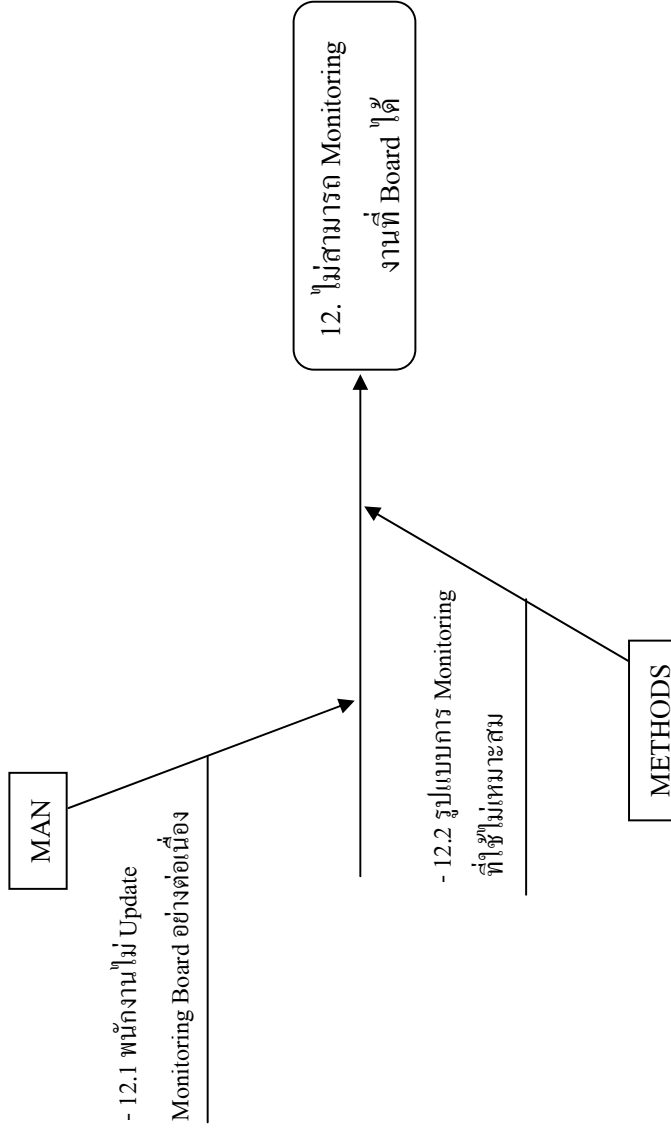 MAN
- 12.1 พนักงานไม่ Update
Monitoring Board อย่างต่อเนื่อง
12. ไม่สามารถ Monitoring
งานที่ Board ได้
- 12.2 รูปแบบการ Monitoring
ที่ใช้ไม่เหมาะสม
METHODS